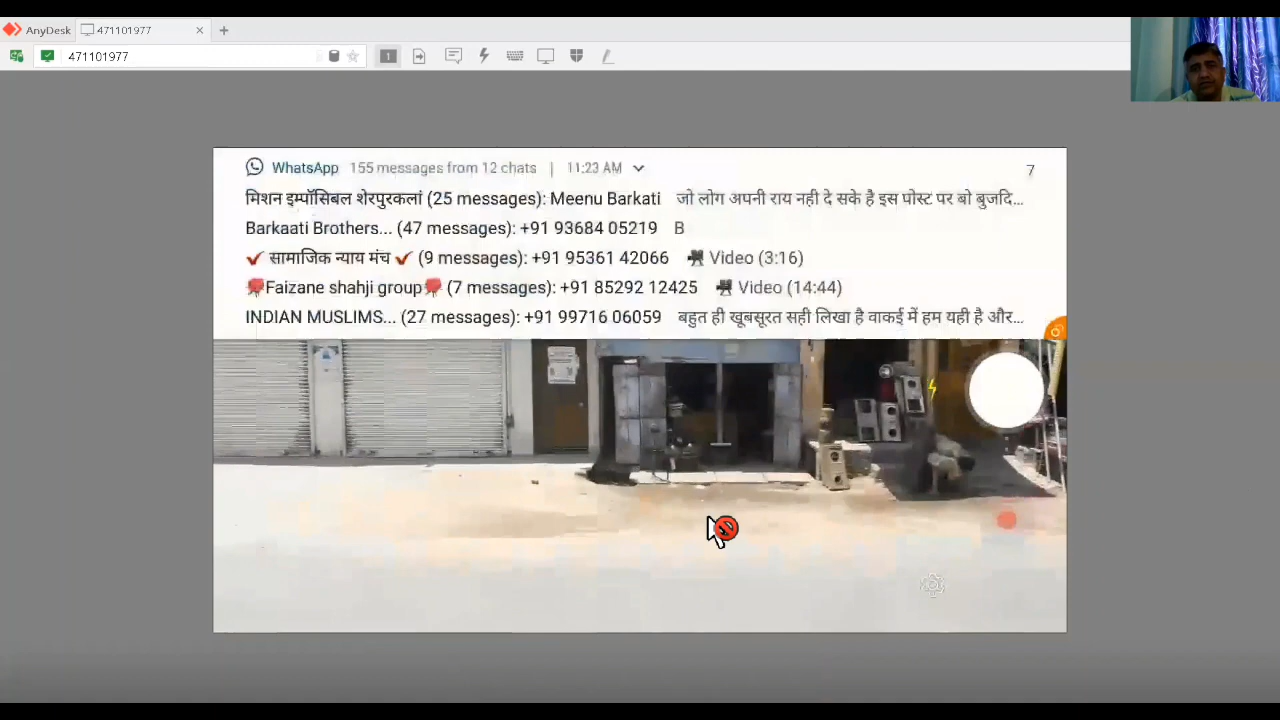 AnyDesk 471101977
471101977
WhatsApp 155 messages from 12 chats | 11:23 AM
7
मिशन इम्पॉसिबल शेरपुरकलां (25 messages): Meenu Barkati जो लोग अपनी राय नही दे सके है इस पोस्ट पर बो बुजदि...
Barkaati Brothers... (47 messages): +91 93684 05219 B
✔ सामाजिक न्याय मंच ✔ (9 messages): +91 95361 42066 🎥 Video (3:16)
🌹Faizane shahji group🌹 (7 messages): +91 85292 12425 🎥 Video (14:44)
INDIAN MUSLIMS... (27 messages): +91 99716 06059 बहुत ही खूबसूरत सही लिखा है वाकई में हम यही है और...